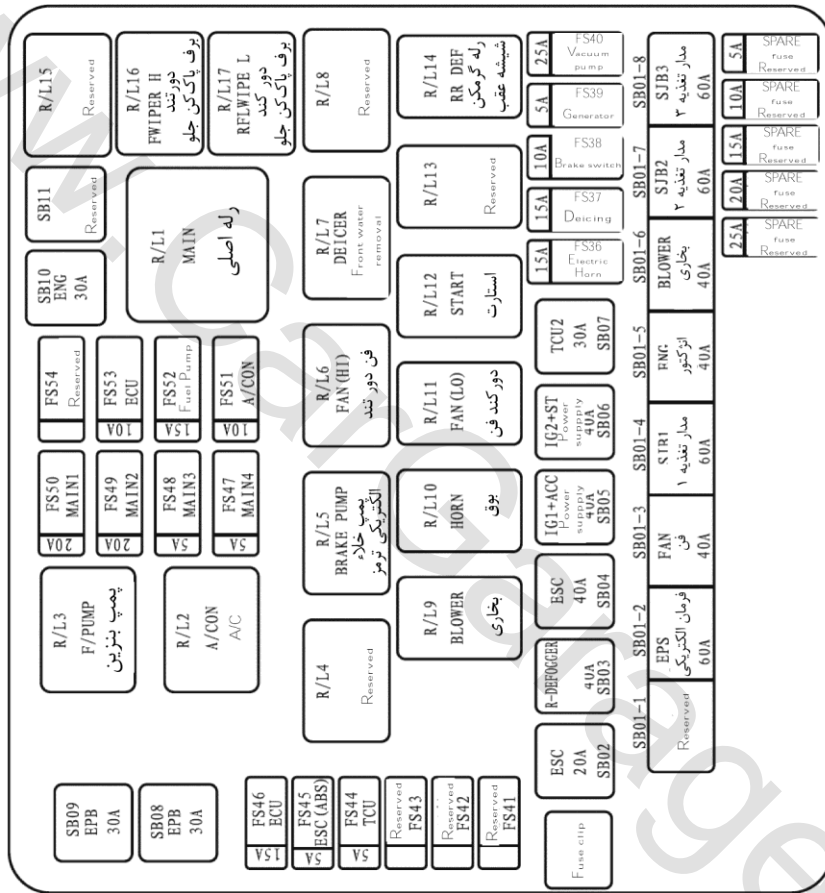 R/L15
Reserved
R/L16
FWIPER H
دور تند
برف پاک کن جلو
R/L17
RFLWIPE L
دور کند
برف پاک کن جلو
R/L8
Reserved
R/L14
RR DEF
رله گرمکن
شیشه عقب
25A
FS40
Vacuum
pump
5A
FS39
Generator
10A
FS38
Brake switch
15A
FS37
Deicing
15A
FS36
Electric
Horn
SB01-8
SJB3
مدار تغذیه ۳
60A
SB01-7
SJB2
مدار تغذیه ۲
60A
SB01-6
BLOWER
بخاری
40A
SB01-5
ENG
انژکتور
40A
SB01-4
SJB1
مدار تغذیه ۱
60A
SB01-3
FAN
فن
40A
SB01-2
EPS
فرمان الکتریکی
60A
SB01-1
Reserved
5A
SPARE
fuse
Reserved
10A
SPARE
fuse
Reserved
15A
SPARE
fuse
Reserved
20A
SPARE
fuse
Reserved
25A
SPARE
fuse
Reserved
SB11
Reserved
SB10
ENG
30A
R/L1
MAIN
رله اصلی
R/L7
DEICER
Front water
removal
R/L13
Reserved
R/L12
START
استارت
FS54
Reserved
FS53
ECU
10A
FS52
Fuel Pump
15A
FS51
A/CON
10A
R/L6
FAN(HI)
فن دور تند
R/L11
FAN(LO)
دور کند فن
TCU2
30A
SB07
IG2+ST
Power
suppply
40A
SB06
IG1+ACC
Power
suppply
40A
SB05
ESC
40A
SB04
R-DEFOGGER
40A
SB03
ESC
20A
SB02
Fuse clip
FS50
MAIN1
20A
FS49
MAIN2
20A
FS48
MAIN3
5A
FS47
MAIN4
5A
R/L5
BRAKE PUMP
پمپ خلاء
الکتریکی ترمز
R/L10
HORN
بوق
R/L3
F/PUMP
پمپ بنزین
R/L2
A/CON
A/C
R/L4
Reserved
R/L9
BLOWER
بخاری
SB09
EPB
30A
SB08
EPB
30A
FS46
ECU
15A
FS45
ESC(ABS)
5A
FS44
TCU
5A
Reserved
FS43
Reserved
FS42
Reserved
FS41
w.CarGarage